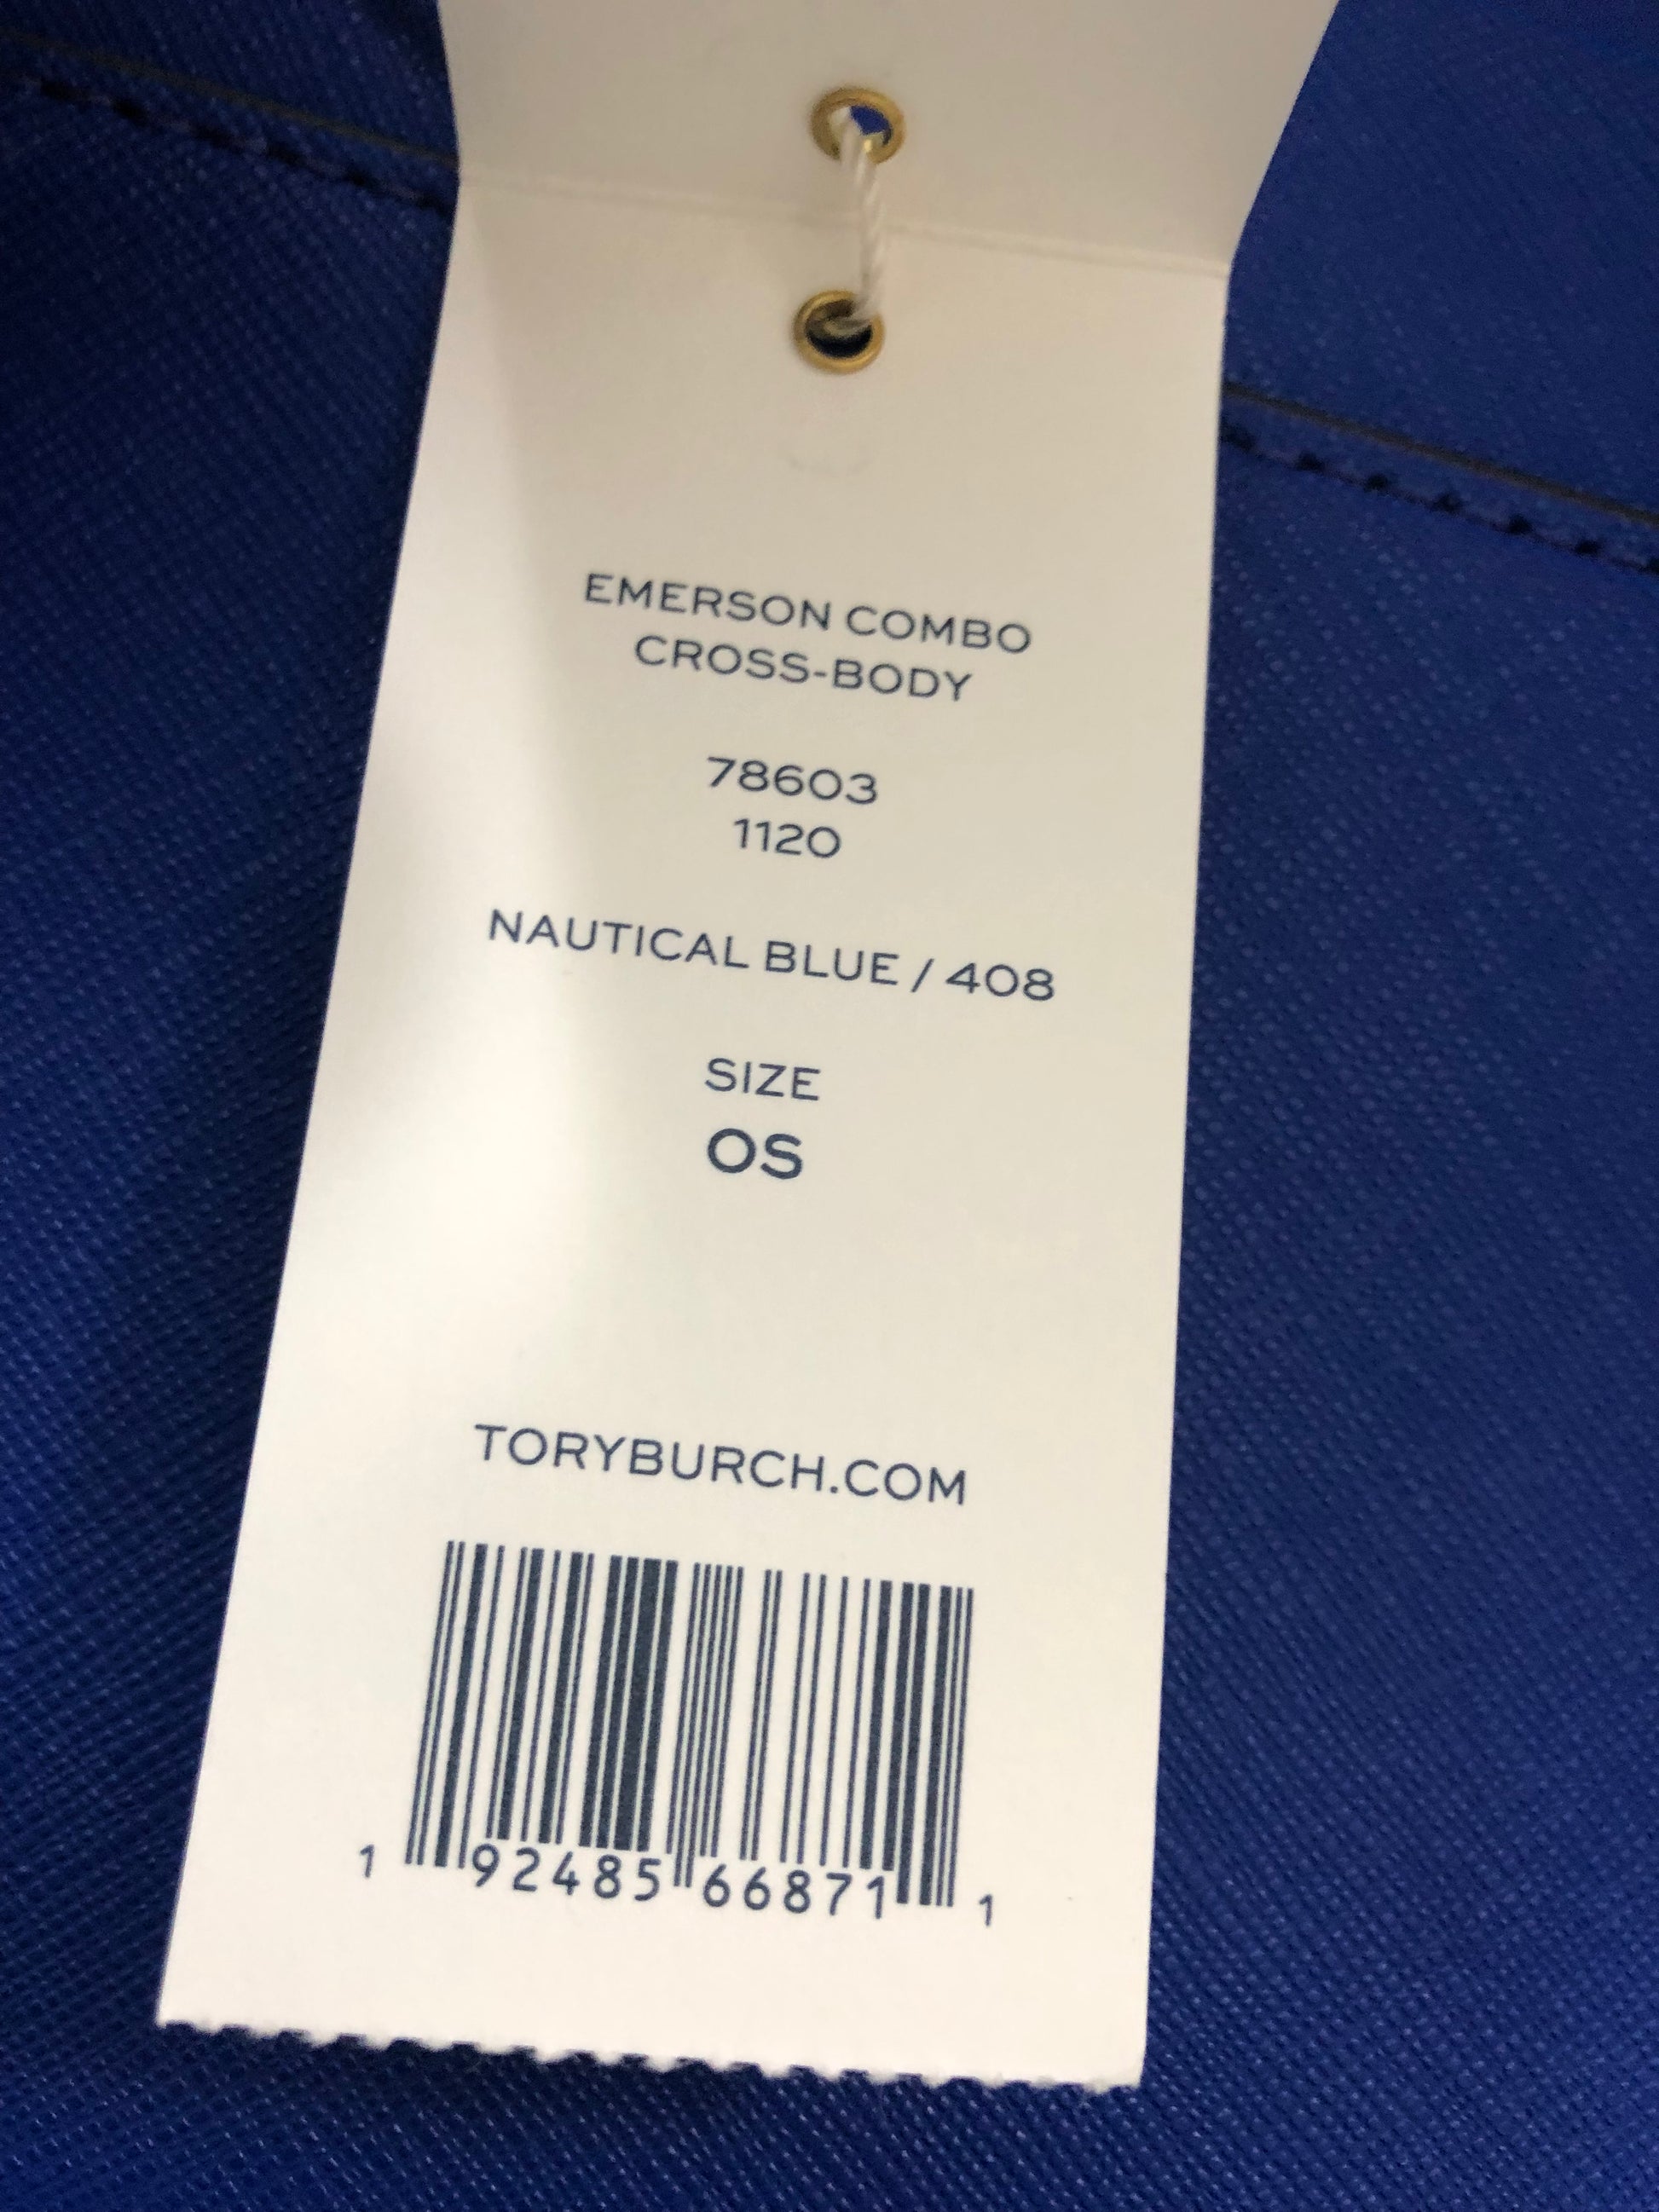 EMERSON COMBO
CROSS-BODY
78603
1120
NAUTICAL BLUE / 408
SIZE
OS
TORYBURCH.COM
1 92485 66871 1